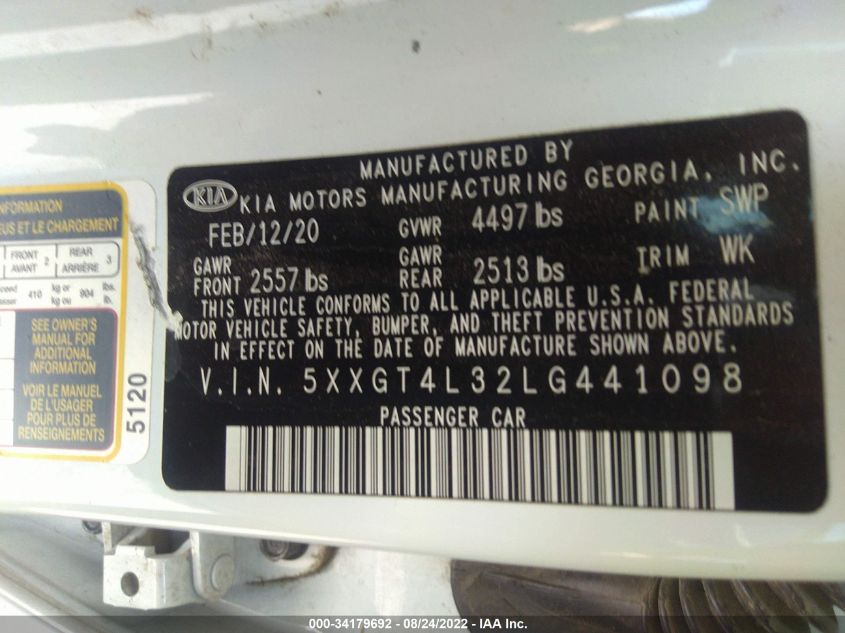 MANUFACTURED BY
KIA KIA MOTORS MANUFACTURING GEORGIA, INC.
FEB/12/20 GVWR 4497 lbs PAINT SWP
GAWR FRONT 2557 lbs GAWR REAR 2513 lbs TRIM WK
THIS VEHICLE CONFORMS TO ALL APPLICABLE U.S.A. FEDERAL
MOTOR VEHICLE SAFETY, BUMPER, AND THEFT PREVENTION STANDARDS
IN EFFECT ON THE DATE OF MANUFACTURE SHOWN ABOVE.
V.I.N. 5XXGT4L32LG441098
PASSENGER CAR
INFORMATION
EUS ET LE CHARGEMENT
FRONT AVANT 2 REAR ARRIÈRE 3
410 kg or kg ou 904 lbs. lb.
SEE OWNER'S
MANUAL FOR
ADDITIONAL
INFORMATION
VOIR LE MANUEL
DE L'USAGER
POUR PLUS DE
RENSEIGNEMENTS
5120
000-34179692 - 08/24/2022 - IAA Inc.